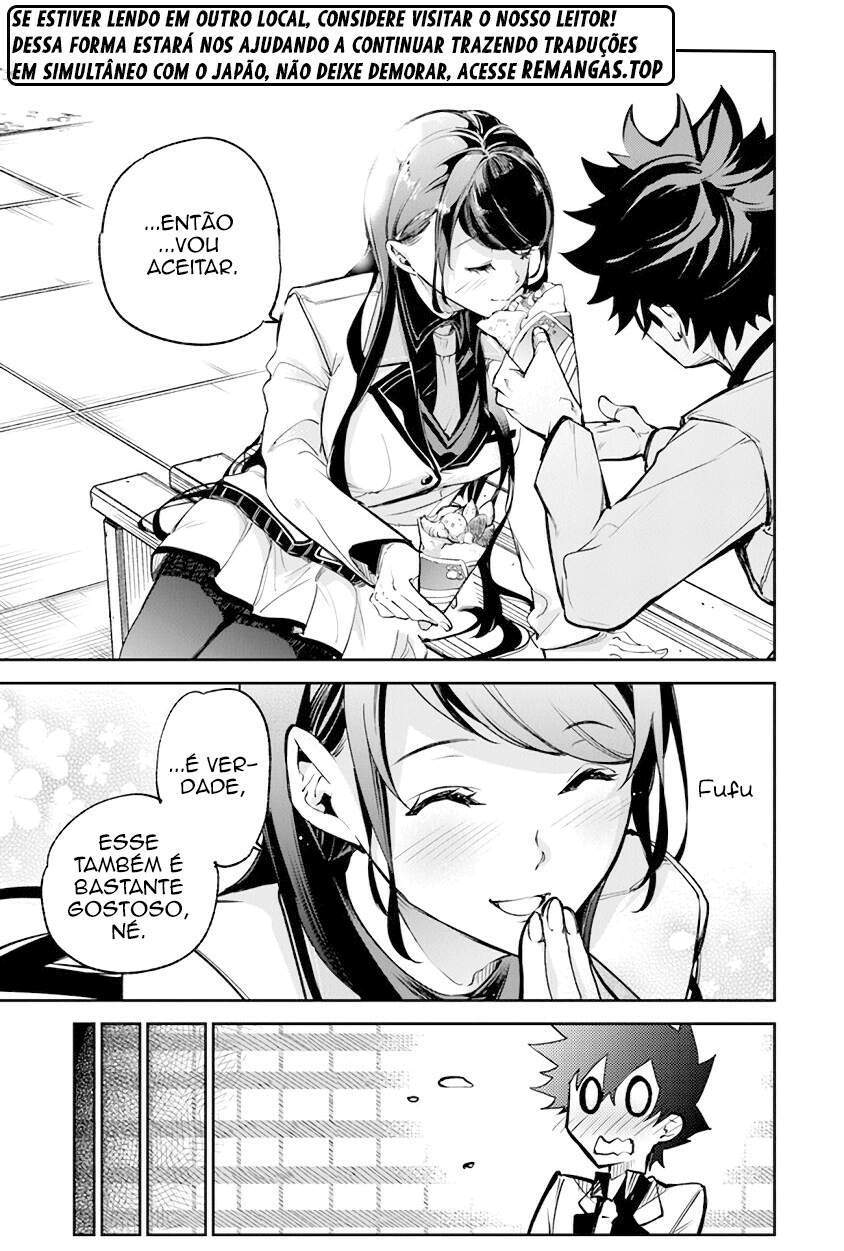 SE ESTIVER LENDO EM OUTRO LOCAL, CONSIDERE VISITAR O NOSSO LEITOR!
DESSA FORMA ESTARÁ NOS AJUDANDO A CONTINUAR TRAZENDO TRADUÇÕES
EM SIMULTÂNEO COM O JAPÃO, NÃO DEIXE DEMORAR, ACESSE REMANGAS.TOP
...ENTÃO
...VOU
ACEITAR.
...É VER-
DADE,
Fufu
ESSE
TAMBÉM É
BASTANTE
GOSTOSO,
NÉ.